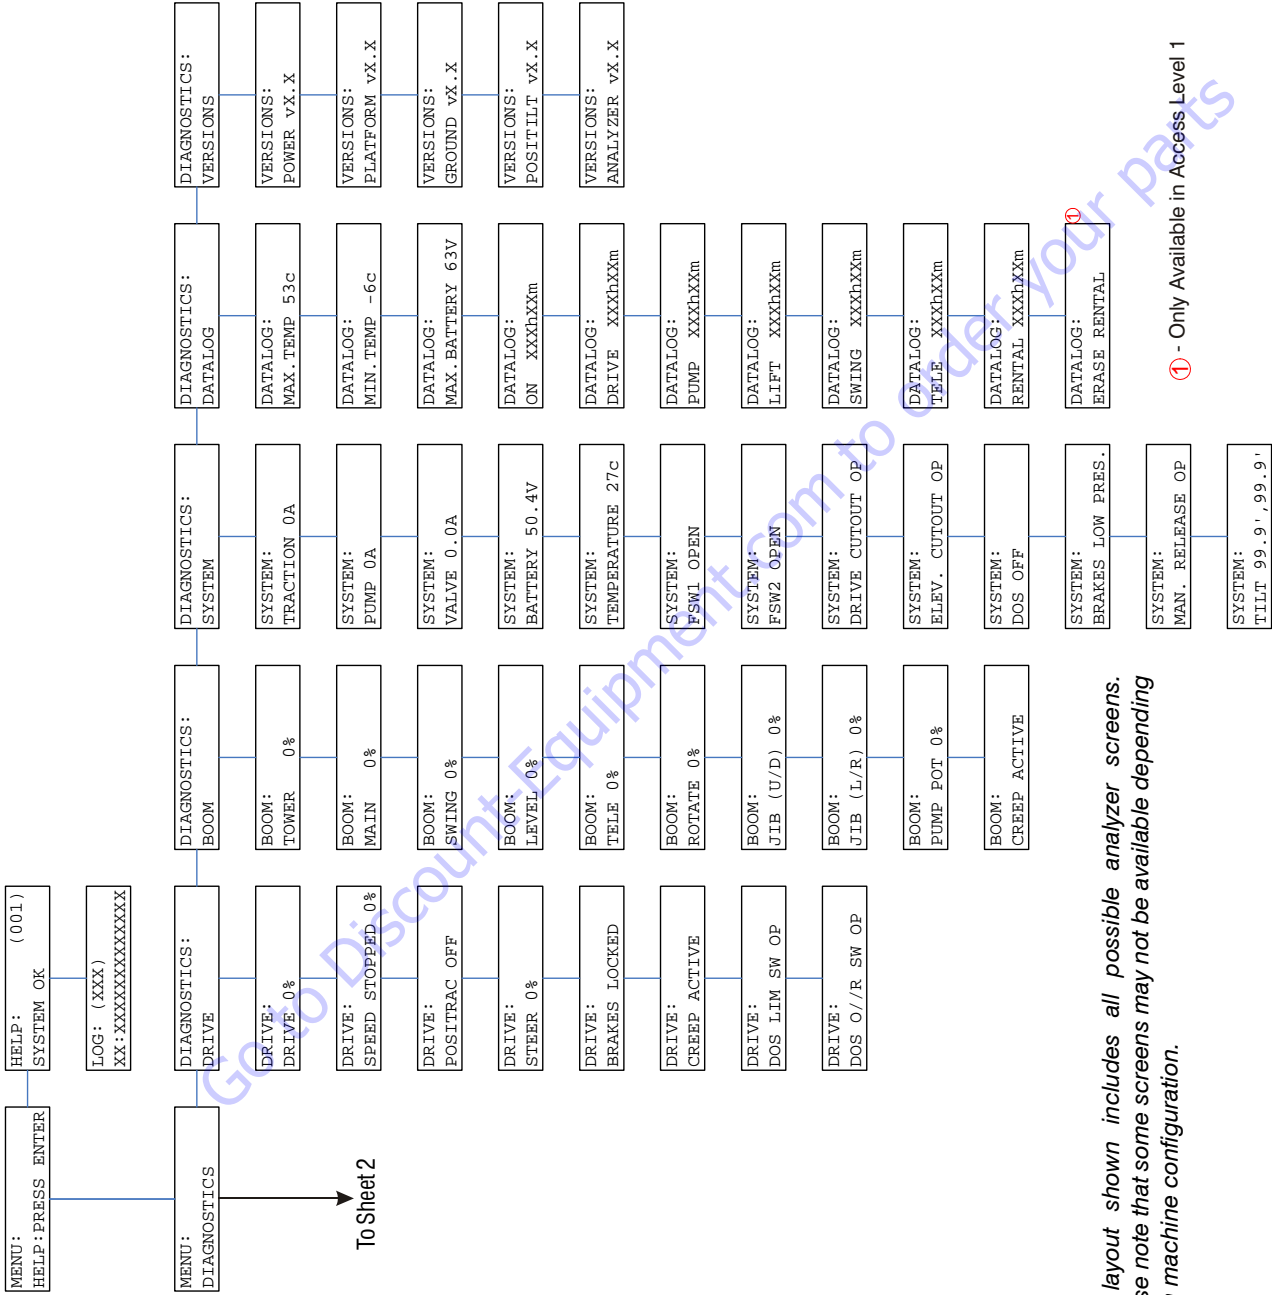 MENU:
HELP:PRESS ENTER
HELP: (001)
SYSTEM OK
LOG: (XXX)
XX:XXXXXXXXXXXXXXX
MENU:
DIAGNOSTICS
To Sheet 2
DIAGNOSTICS:
DRIVE
DRIVE:
DRIVE 0%
DRIVE:
SPEED STOPPED 0%
DRIVE:
POSITRAC OFF
DRIVE:
STEER 0%
DRIVE:
BRAKES LOCKED
DRIVE:
CREEP ACTIVE
DRIVE:
DOS LIM SW OP
DRIVE:
DOS O//R SW OP
DIAGNOSTICS:
BOOM
BOOM:
TOWER 0%
BOOM:
MAIN 0%
BOOM:
SWING 0%
BOOM:
LEVEL 0%
BOOM:
TELE 0%
BOOM:
ROTATE 0%
BOOM:
JIB (U/D) 0%
BOOM:
JIB (L/R) 0%
BOOM:
PUMP POT 0%
BOOM:
CREEP ACTIVE
DIAGNOSTICS:
SYSTEM
SYSTEM:
TRACTION 0A
SYSTEM:
PUMP 0A
SYSTEM:
VALVE 0.0A
SYSTEM:
BATTERY 50.4V
SYSTEM:
TEMPERATURE 27c
SYSTEM:
FSW1 OPEN
SYSTEM:
FSW2 OPEN
SYSTEM:
DRIVE CUTOUT OP
SYSTEM:
ELEV. CUTOUT OP
SYSTEM:
DOS OFF
SYSTEM:
BRAKES LOW PRES.
SYSTEM:
MAN. RELEASE OP
SYSTEM:
TILT 99.9',99.9'
DIAGNOSTICS:
DATALOG
DATALOG:
MAX.TEMP 53c
DATALOG:
MIN.TEMP -6c
DATALOG:
MAX.BATTERY 63V
DATALOG:
ON XXXhXXm
DATALOG:
DRIVE XXXhXXm
DATALOG:
PUMP XXXhXXm
DATALOG:
LIFT XXXhXXm
DATALOG:
SWING XXXhXXm
DATALOG:
TELE XXXhXXm
DATALOG:
RENTAL XXXhXXm
DATALOG:
ERASE RENTAL
1
DIAGNOSTICS:
VERSIONS
VERSIONS:
POWER vX.X
VERSIONS:
PLATFORM vX.X
VERSIONS:
GROUND vX.X
VERSIONS:
POSITILT vX.X
VERSIONS:
ANALYZER vX.X
layout shown includes all possible analyzer screens.
se note that some screens may not be available depending
machine configuration.
1 - Only Available in Access Level 1
Go to Discount-Equipment.com to order your parts